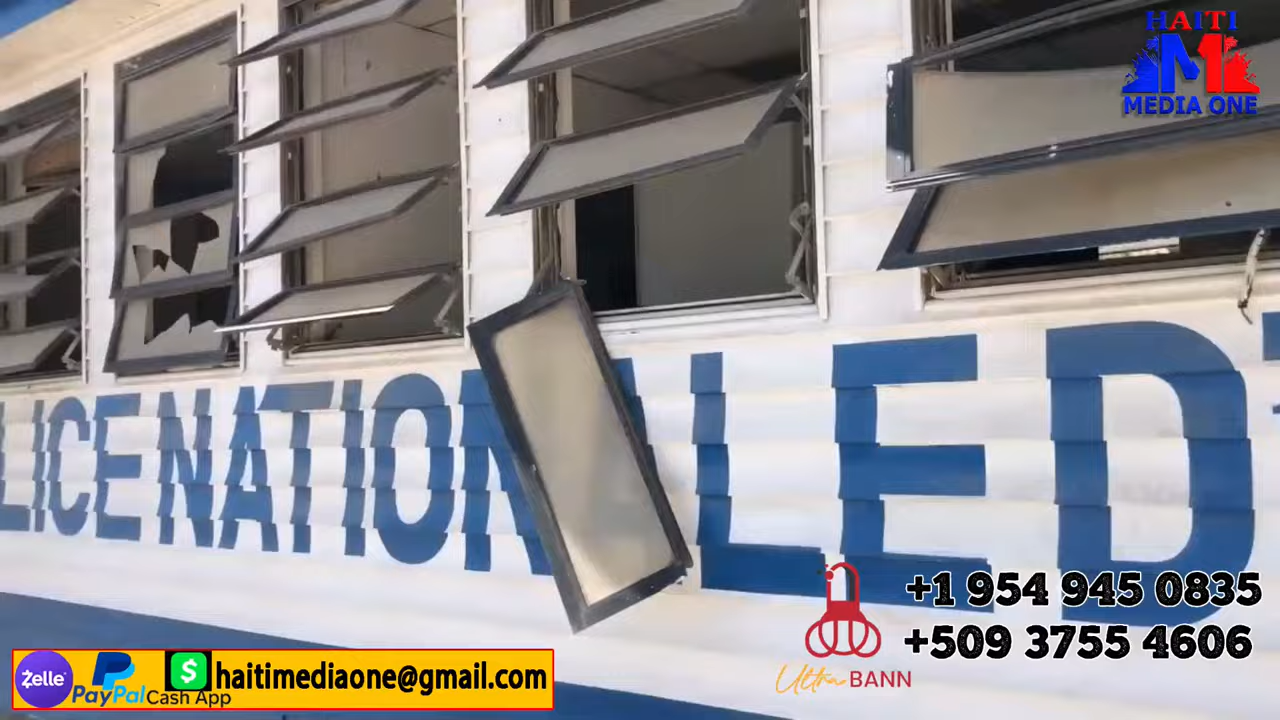 HAITI
MEDIA ONE
LICE NATIONALE D
+1 954 945 0835
+509 3755 4606
Ultra BANN
Zelle
PayPal
Cash App
haitimediaone@gmail.com